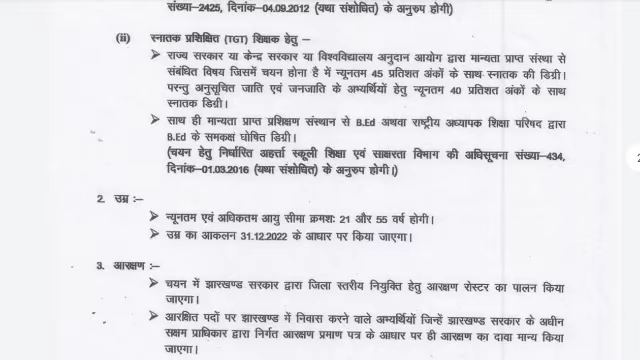 संख्या–2425, दिनांक–04.09.2012 (यथा संशोधित) के अनुरुप होगी)
(ii) स्नातक प्रशिक्षित (TGT) शिक्षक हेतु –
➢ राज्य सरकार या केन्द्र सरकार या विश्वविद्यालय अनुदान आयोग द्वारा मान्यता प्राप्त संस्था से
संबंधित विषय जिसमें चयन होना है में न्यूनतम 45 प्रतिशत अंकों के साथ स्नातक की डिग्री।
परन्तु अनुसूचित जाति एवं जनजाति के अभ्यर्थियों हेतु न्यूनतम 40 प्रतिशत अंकों के साथ
स्नातक डिग्री।
➢ साथ ही मान्यता प्राप्त प्रशिक्षण संस्थान से B.Ed अथवा राष्ट्रीय अध्यापक शिक्षा परिषद द्वारा
B.Ed के समकक्ष घोषित डिग्री।
(चयन हेतु निर्धारित अहर्त्ता स्कूली शिक्षा एवं साक्षरता विभाग की अधिसूचना संख्या–434,
दिनांक–01.03.2016 (यथा संशोधित) के अनुरुप होगी।)
2. उम्र :–
➢ न्यूनतम एवं अधिकतम आयु सीमा क्रमशः 21 और 55 वर्ष होगी।
➢ उम्र का आकलन 31.12.2022 के आधार पर किया जाएगा।
3. आरक्षण :–
➢ चयन में झारखण्ड सरकार द्वारा जिला स्तरीय नियुक्ति हेतु आरक्षण रोस्टर का पालन किया
जाएगा।
➢ आरक्षित पदों पर झारखण्ड में निवास करने वाले अभ्यर्थियों जिन्हें झारखण्ड सरकार के अधीन
सक्षम प्राधिकार द्वारा निर्गत आरक्षण प्रमाण पत्र के आधार पर ही आरक्षण का दावा मान्य किया
जाएगा।